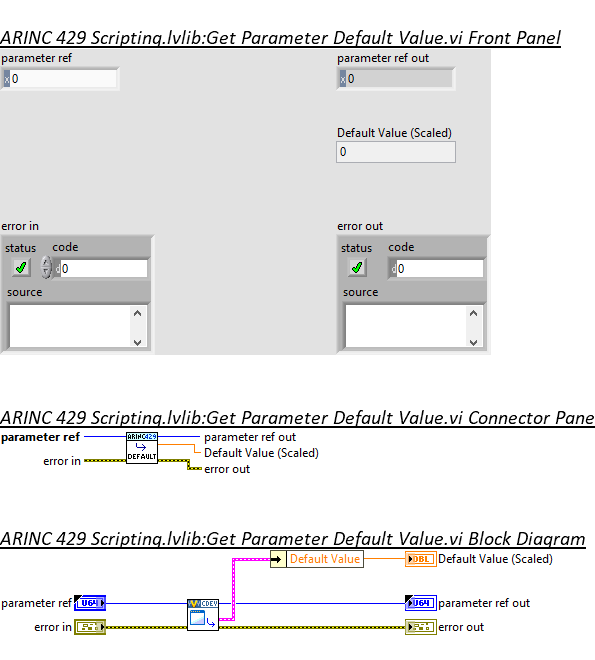 ARINC 429 Scripting.lvlib:Get Parameter Default Value.vi Front Panel
parameter ref
parameter ref out
x 0
x 0
Default Value (Scaled)
0
error in
error out
status code
status code
d 0
d 0
source
source
ARINC 429 Scripting.lvlib:Get Parameter Default Value.vi Connector Pane
parameter ref
ARINC429
parameter ref out
Default Value (Scaled)
DEFAULT
error in
error out
ARINC 429 Scripting.lvlib:Get Parameter Default Value.vi Block Diagram
Default Value
DBL
Default Value (Scaled)
parameter ref
U64
CDEV
U64
parameter ref out
error in
error out